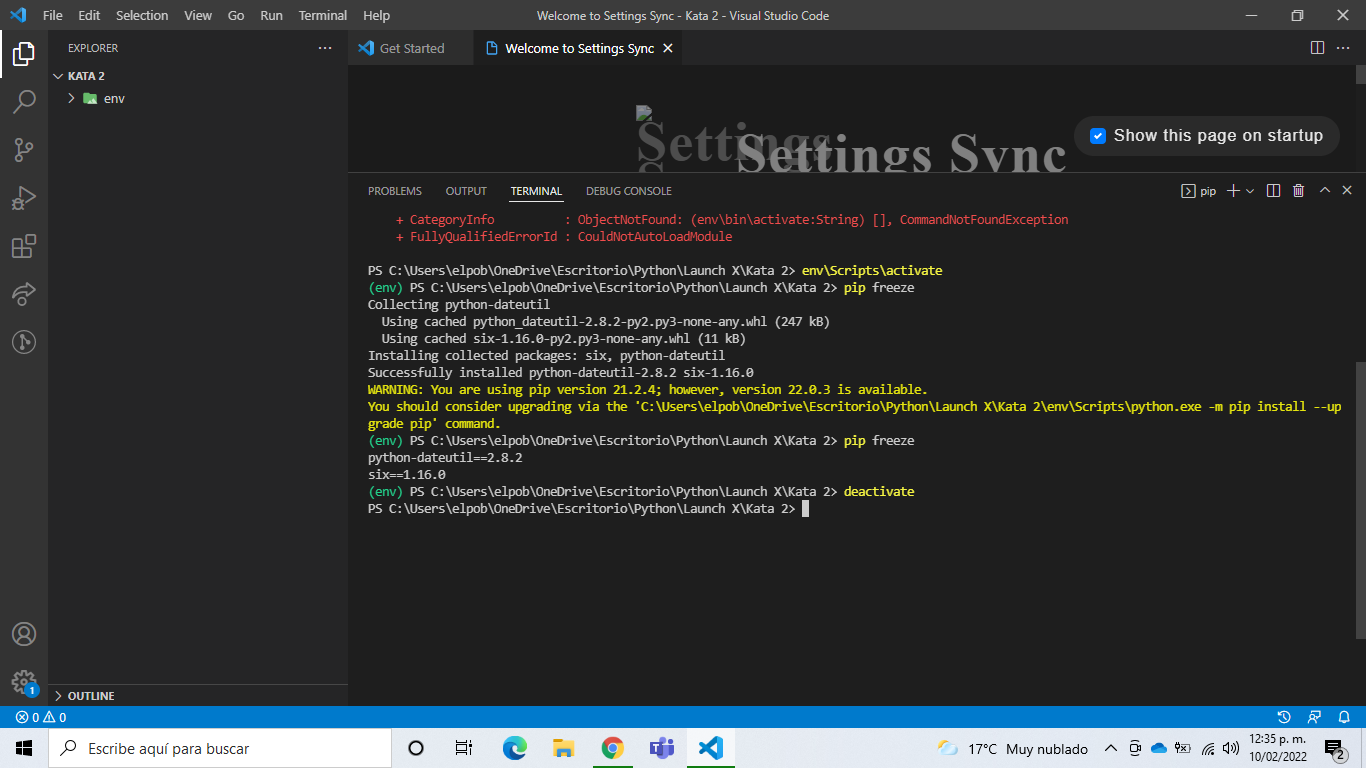 File Edit Selection View Go Run Terminal Help
Welcome to Settings Sync - Kata 2 - Visual Studio Code
EXPLORER
KATA 2
env
OUTLINE
Get Started
Welcome to Settings Sync
Settings
Settings Sync
Show this page on startup
PROBLEMS OUTPUT TERMINAL DEBUG CONSOLE
pip
+ CategoryInfo : ObjectNotFound: (env\bin\activate:String) [], CommandNotFoundException
+ FullyQualifiedErrorId : CouldNotAutoLoadModule
PS C:\Users\elpob\OneDrive\Escritorio\Python\Launch X\Kata 2> env\Scripts\activate
(env) PS C:\Users\elpob\OneDrive\Escritorio\Python\Launch X\Kata 2> pip freeze
Collecting python-dateutil
Using cached python_dateutil-2.8.2-py2.py3-none-any.whl (247 kB)
Using cached six-1.16.0-py2.py3-none-any.whl (11 kB)
Installing collected packages: six, python-dateutil
Successfully installed python-dateutil-2.8.2 six-1.16.0
WARNING: You are using pip version 21.2.4; however, version 22.0.3 is available.
You should consider upgrading via the 'C:\Users\elpob\OneDrive\Escritorio\Python\Launch X\Kata 2\env\Scripts\python.exe -m pip install --up
grade pip' command.
(env) PS C:\Users\elpob\OneDrive\Escritorio\Python\Launch X\Kata 2> pip freeze
python-dateutil==2.8.2
six==1.16.0
(env) PS C:\Users\elpob\OneDrive\Escritorio\Python\Launch X\Kata 2> deactivate
PS C:\Users\elpob\OneDrive\Escritorio\Python\Launch X\Kata 2>
1
0 0
Escribe aquí para buscar
17°C Muy nublado
12:35 p. m.
10/02/2022
2